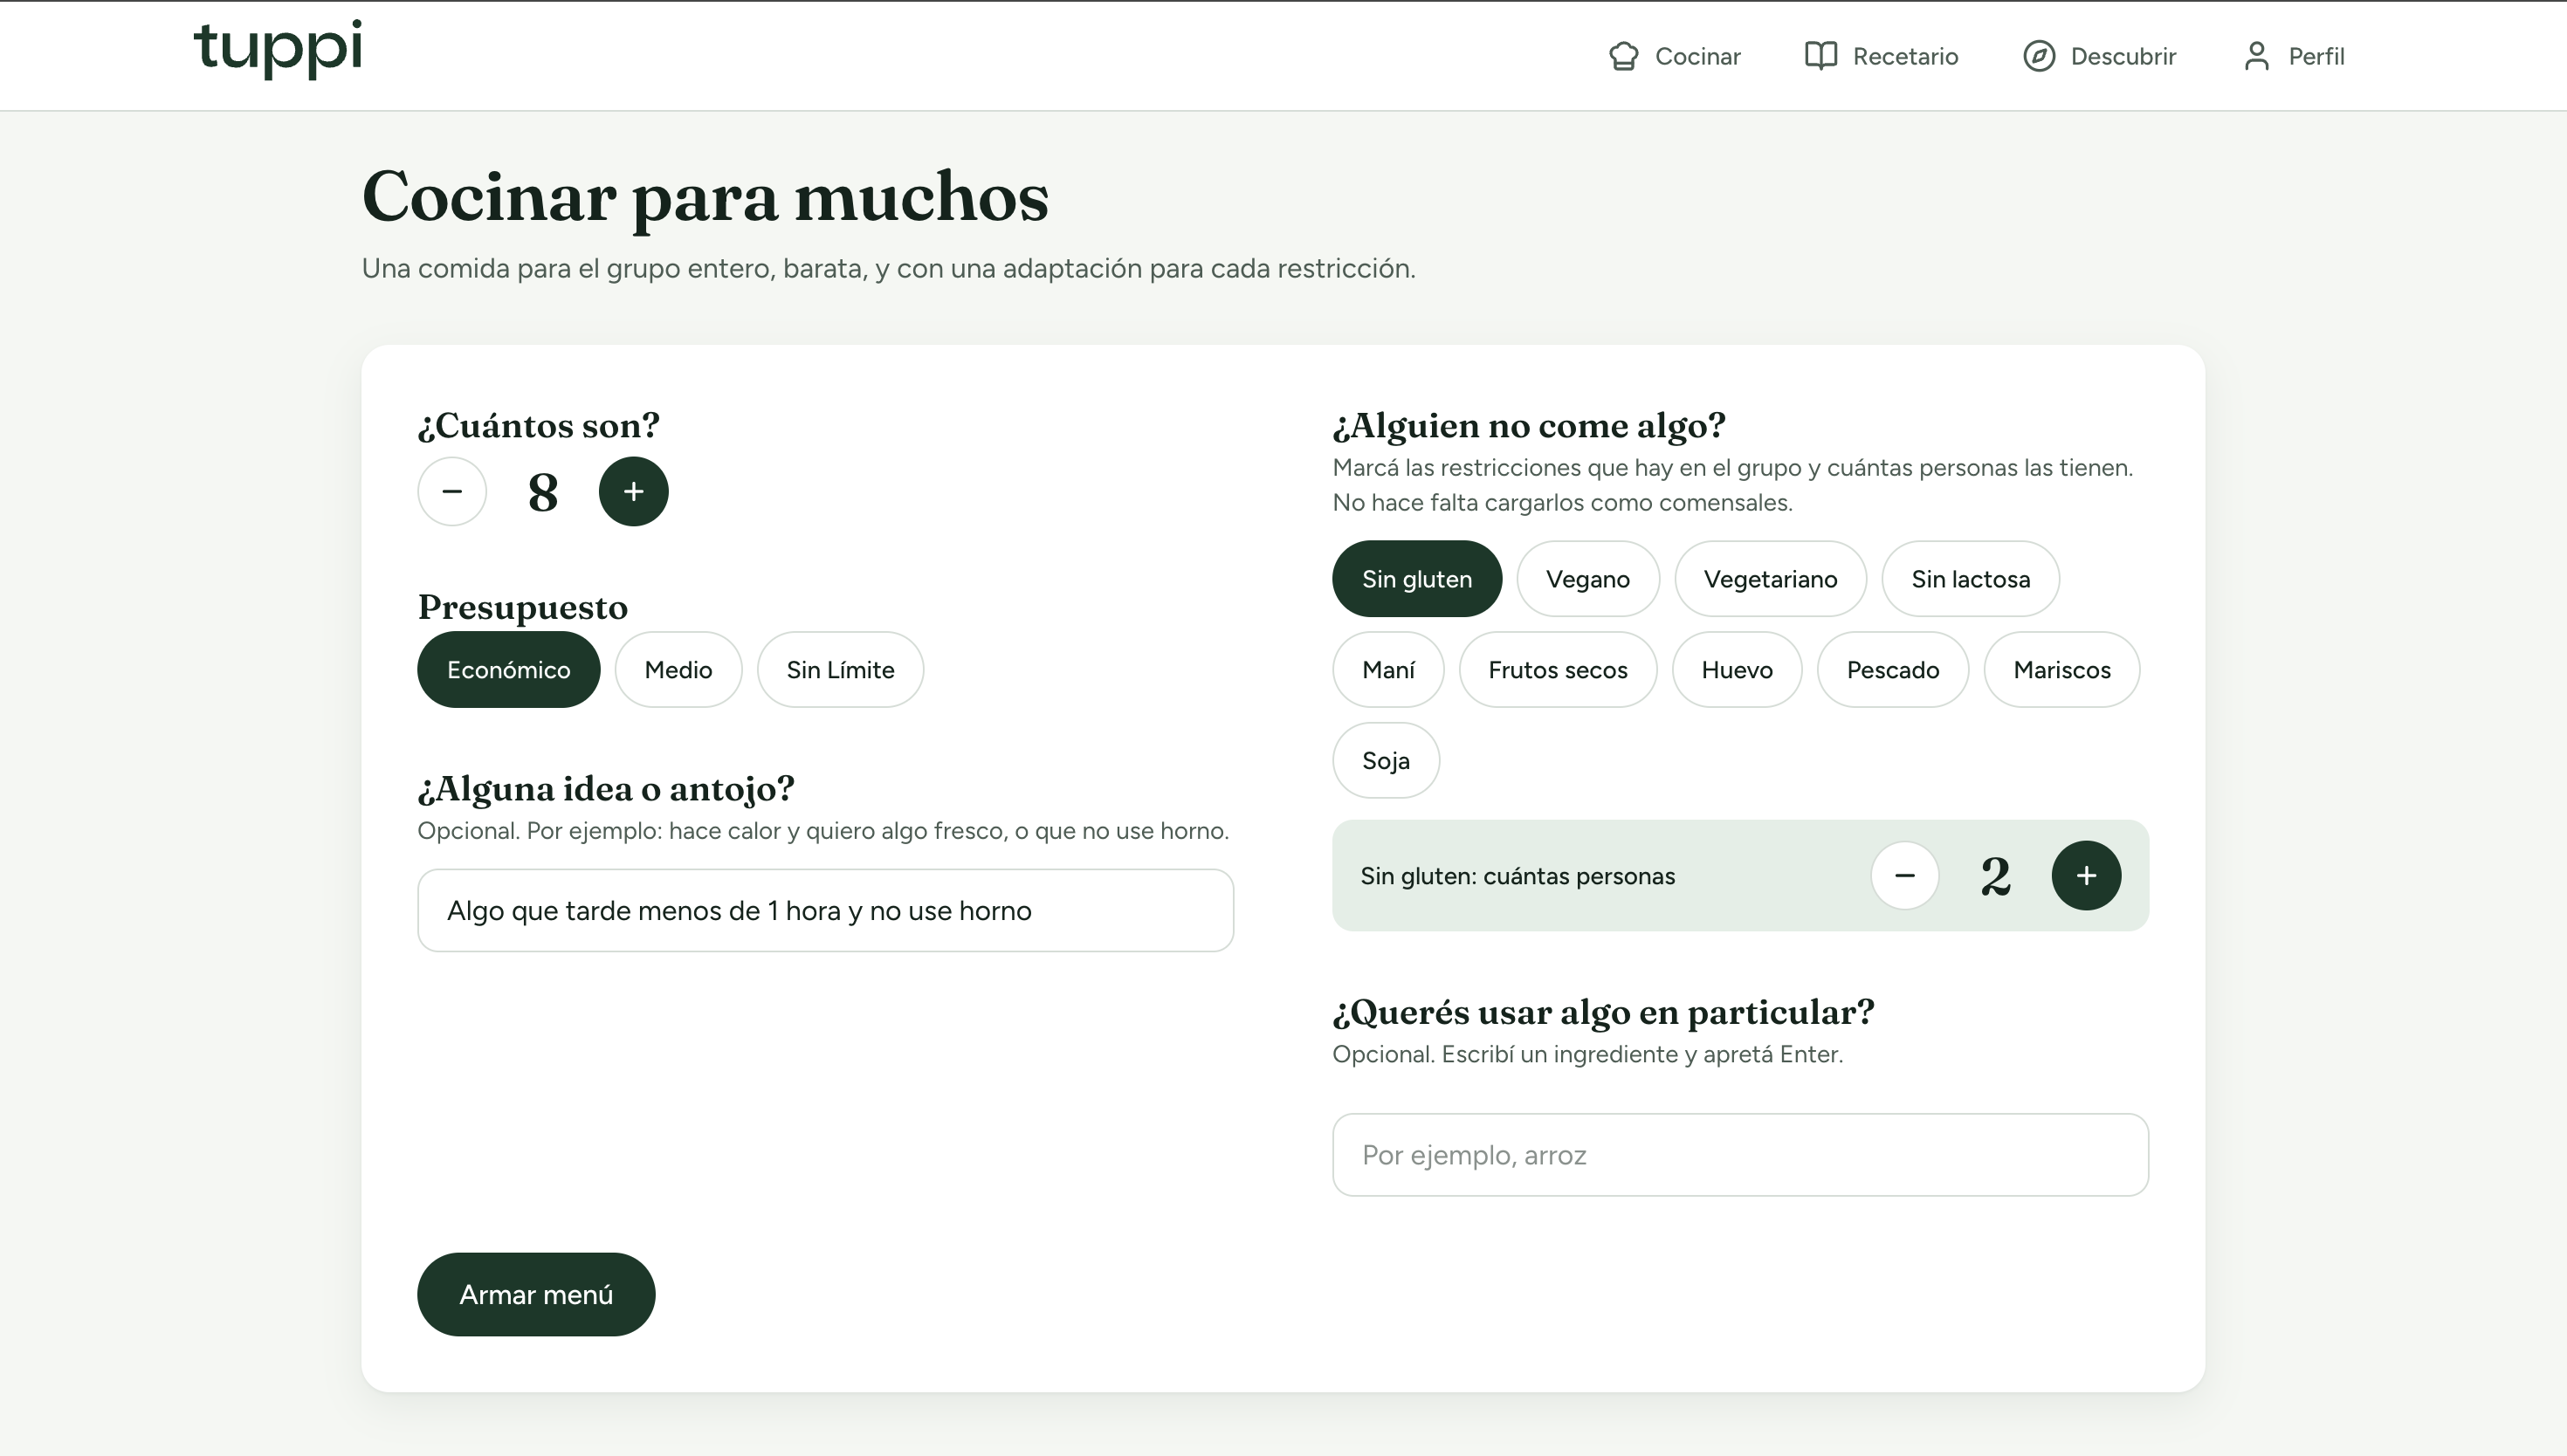 tuppi
Cocinar
Recetario
Descubrir
Perfil
Cocinar para muchos
Una comida para el grupo entero, barata, y con una adaptación para cada restricción.
¿Cuántos son?
− 8 +
Presupuesto
Económico
Medio
Sin Límite
¿Alguna idea o antojo?
Opcional. Por ejemplo: hace calor y quiero algo fresco, o que no use horno.
Algo que tarde menos de 1 hora y no use horno
¿Alguien no come algo?
Marcá las restricciones que hay en el grupo y cuántas personas las tienen.
No hace falta cargarlos como comensales.
Sin gluten
Vegano
Vegetariano
Sin lactosa
Maní
Frutos secos
Huevo
Pescado
Mariscos
Soja
Sin gluten: cuántas personas
− 2 +
¿Querés usar algo en particular?
Opcional. Escribí un ingrediente y apretá Enter.
Por ejemplo, arroz
Armar menú